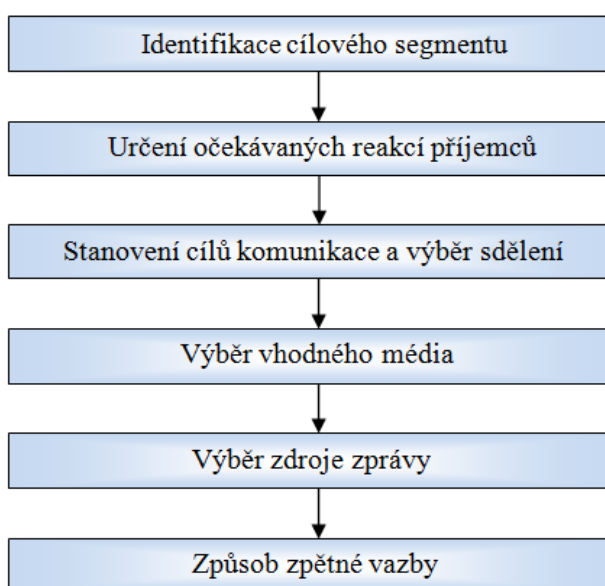 Identifikace cílového segmentu
Určení očekávaných reakcí příjemců
Stanovení cílů komunikace a výběr sdělení
Výběr vhodného média
Výběr zdroje zprávy
Způsob zpětné vazby